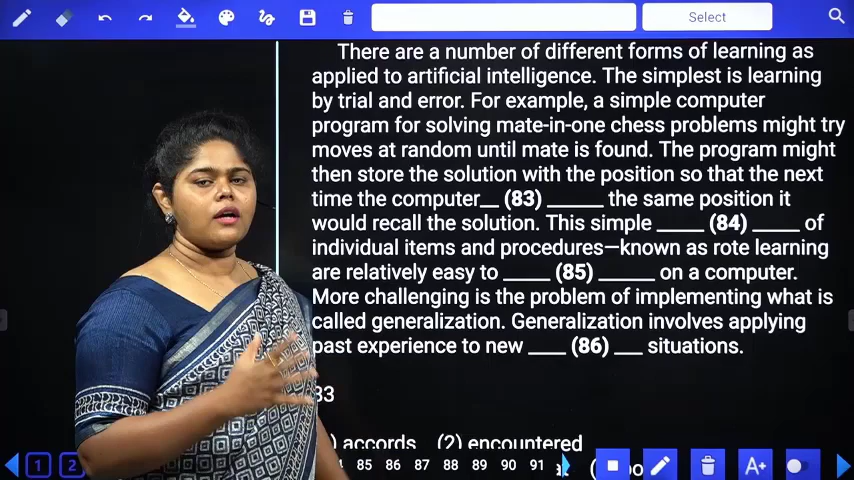 Select
There are a number of different forms of learning as
applied to artificial intelligence. The simplest is learning
by trial and error. For example, a simple computer
program for solving mate-in-one chess problems might try
moves at random until mate is found. The program might
then store the solution with the position so that the next
time the computer__ (83) ______ the same position it
would recall the solution. This simple _____ (84) _____ of
individual items and procedures—known as rote learning
are relatively easy to _____ (85) ______ on a computer.
More challenging is the problem of implementing what is
called generalization. Generalization involves applying
past experience to new ____ (86) ___ situations.
83
accords (2) encountered
1 2 85 86 87 88 89 90 91 A+